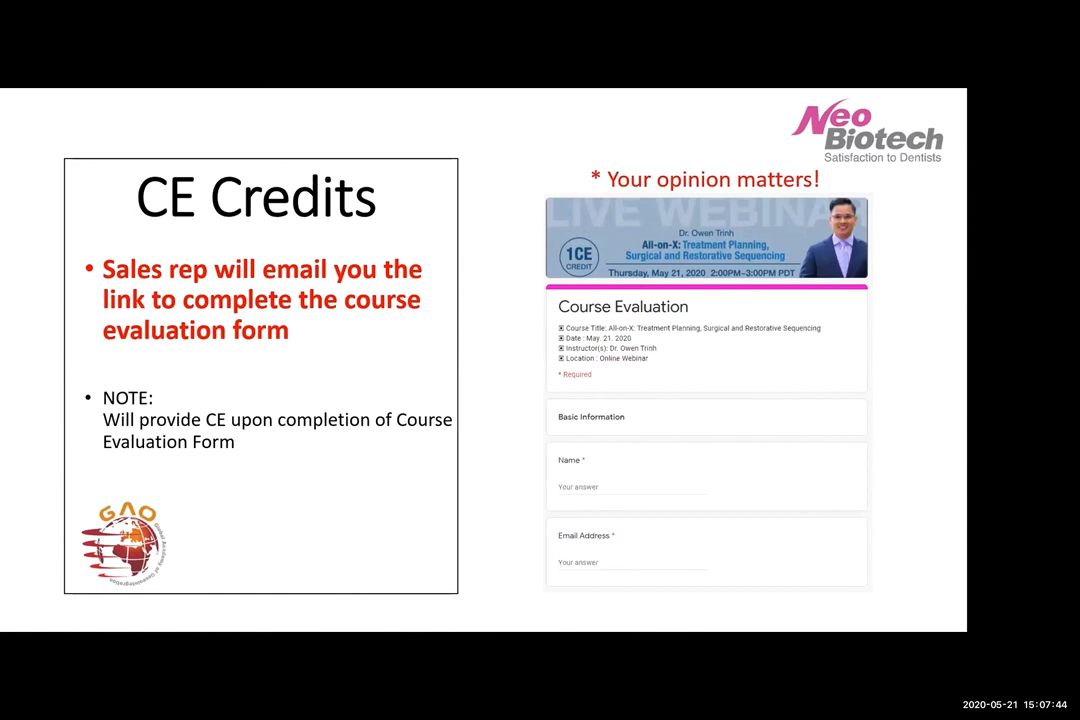 Neo
Biotech
Satisfaction to Dentists
CE Credits
• Sales rep will email you the
link to complete the course
evaluation form
• NOTE:
Will provide CE upon completion of Course
Evaluation Form
GAO
Global Academy of Osseointegration
* Your opinion matters!
LIVE WEBINA
Dr. Owen Trinh
All-on-X: Treatment Planning,
Surgical and Restorative Sequencing
1CE
CREDIT
Thursday, May 21, 2020 2:00PM–3:00PM PDT
Course Evaluation
▣ Course Title: All-on-X: Treatment Planning, Surgical and Restorative Sequencing
▣ Date : May. 21. 2020
▣ Instructor(s): Dr. Owen Trinh
▣ Location : Online Webinar
* Required
Basic Information
Name *
Your answer
Email Address *
Your answer
2020-05-21 15:07:44